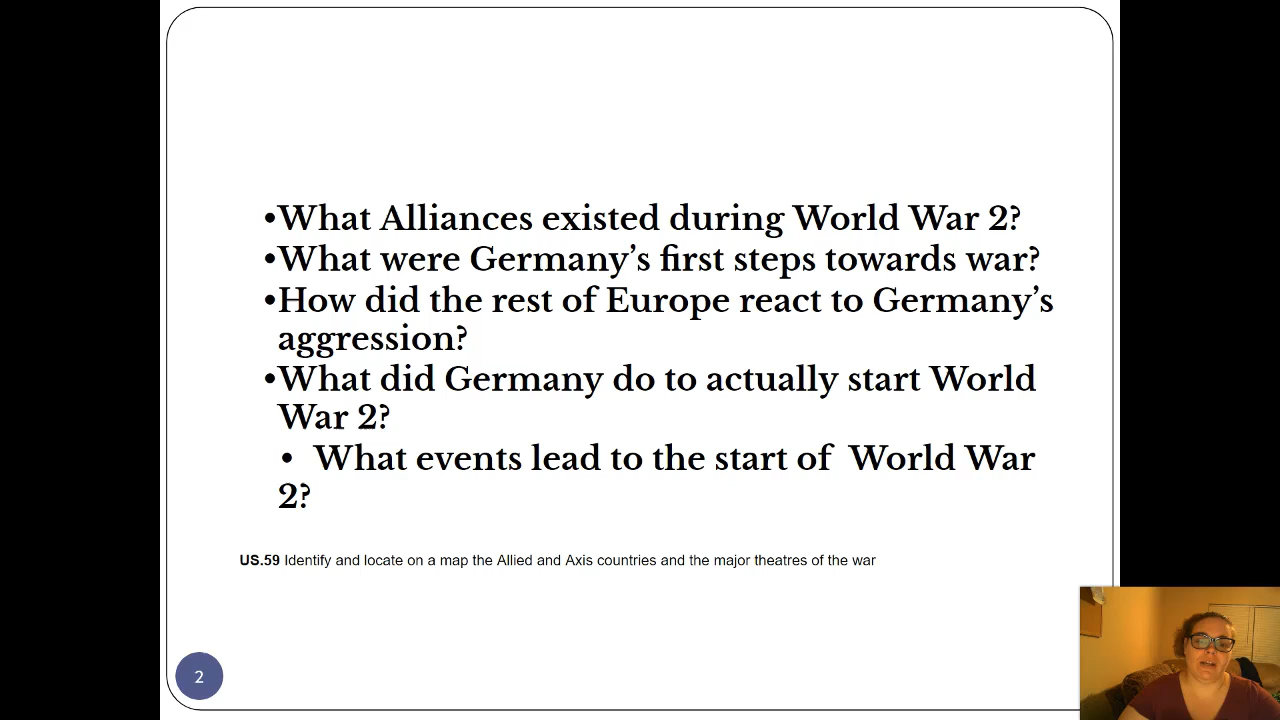 •What Alliances existed during World War 2?
•What were Germany’s first steps towards war?
•How did the rest of Europe react to Germany’s
aggression?
•What did Germany do to actually start World
War 2?
• What events lead to the start of World War
2?
US.59 Identify and locate on a map the Allied and Axis countries and the major theatres of the war
2